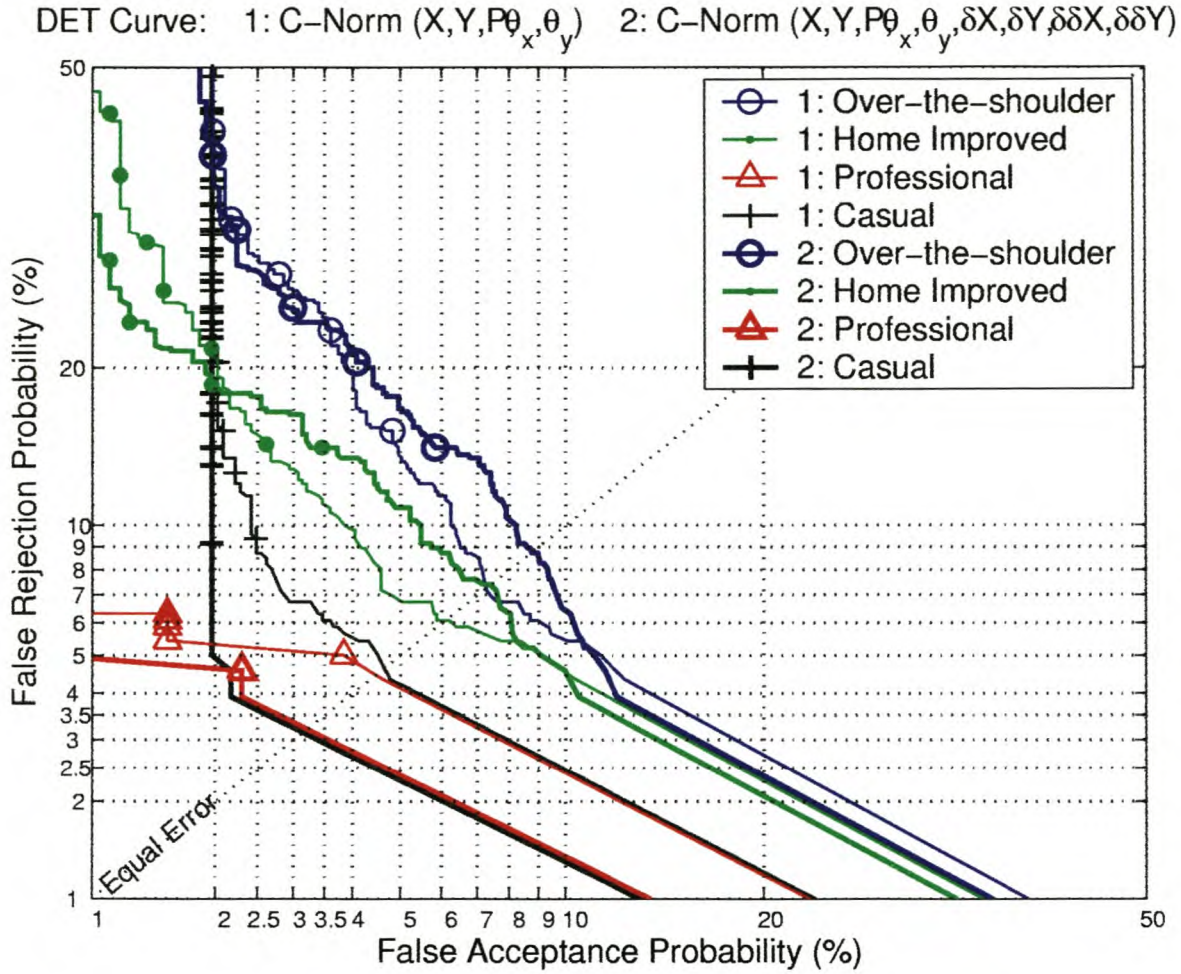 DET Curve: 1: C-Norm (X,Y,Pθx,θy) 2: C-Norm (X,Y,Pθx,θy,δX,δY,δδX,δδY)
50
20
10
9
8
7
6
5
4
3.5
3
2.5
2
1
False Rejection Probability (%)
1: Over-the-shoulder
1: Home Improved
1: Professional
1: Casual
2: Over-the-shoulder
2: Home Improved
2: Professional
2: Casual
Equal Error
1 2 2.5 3 3.5 4 5 6 7 8 9 10 20 50
False Acceptance Probability (%)